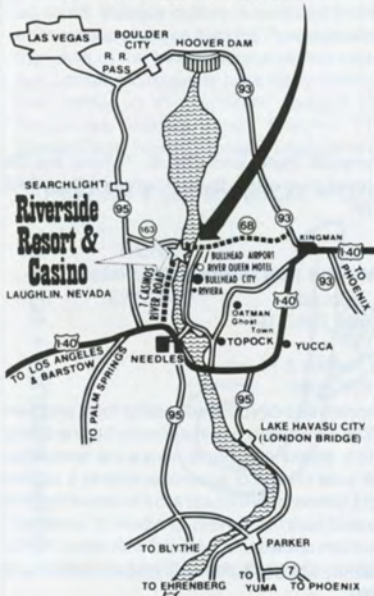 LAS VEGAS
BOULDER
CITY
HOOVER DAM
R. R.
PASS
93
SEARCHLIGHT
95
163
68
93
KINGMAN
I-40
Riverside
Resort &
Casino
LAUGHLIN, NEVADA
7 CASINOS
RIVER ROAD
BULLHEAD AIRPORT
RIVER QUEEN MOTEL
BULLHEAD CITY
RIVIERA
TO
PHOENIX
93
OATMAN
Ghost
Town
I-40
I-40
NEEDLES
TOPOCK
YUCCA
TO LOS ANGELES
& BARSTOW
TO PALM SPRINGS
95
95
LAKE HAVASU CITY
(LONDON BRIDGE)
TO BLYTHE
PARKER
TO EHRENBERG
TO
YUMA
7
TO PHOENIX